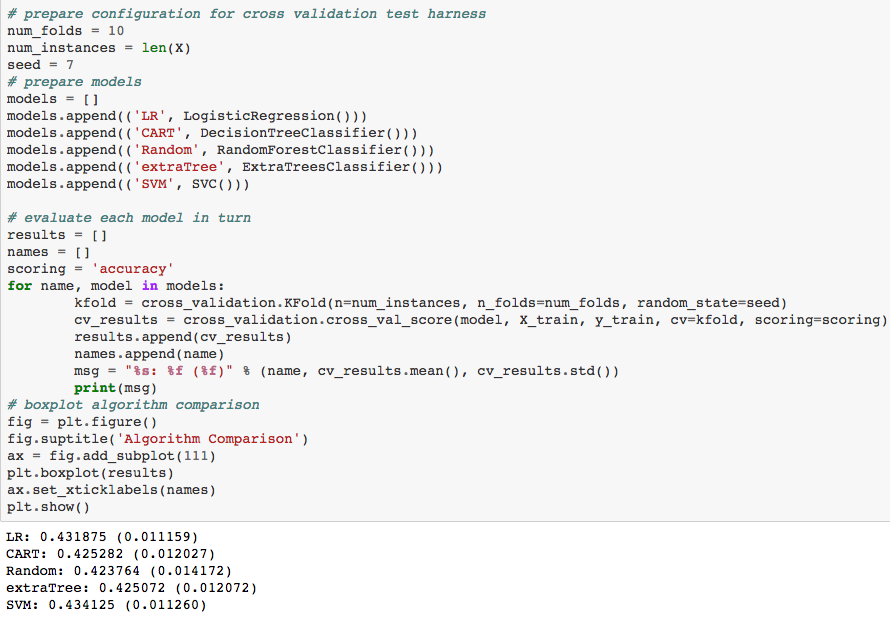 # prepare configuration for cross validation test harness
num_folds = 10
num_instances = len(X)
seed = 7
# prepare models
models = []
models.append(('LR', LogisticRegression()))
models.append(('CART', DecisionTreeClassifier()))
models.append(('Random', RandomForestClassifier()))
models.append(('extraTree', ExtraTreesClassifier()))
models.append(('SVM', SVC()))
# evaluate each model in turn
results = []
names = []
scoring = 'accuracy'
for name, model in models:
        kfold = cross_validation.KFold(n=num_instances, n_folds=num_folds, random_state=seed)
        cv_results = cross_validation.cross_val_score(model, X_train, y_train, cv=kfold, scoring=scoring)
        results.append(cv_results)
        names.append(name)
        msg = "%s: %f (%f)" % (name, cv_results.mean(), cv_results.std())
        print(msg)
# boxplot algorithm comparison
fig = plt.figure()
fig.suptitle('Algorithm Comparison')
ax = fig.add_subplot(111)
plt.boxplot(results)
ax.set_xticklabels(names)
plt.show()
LR: 0.431875 (0.011159)
CART: 0.425282 (0.012027)
Random: 0.423764 (0.014172)
extraTree: 0.425072 (0.012072)
SVM: 0.434125 (0.011260)